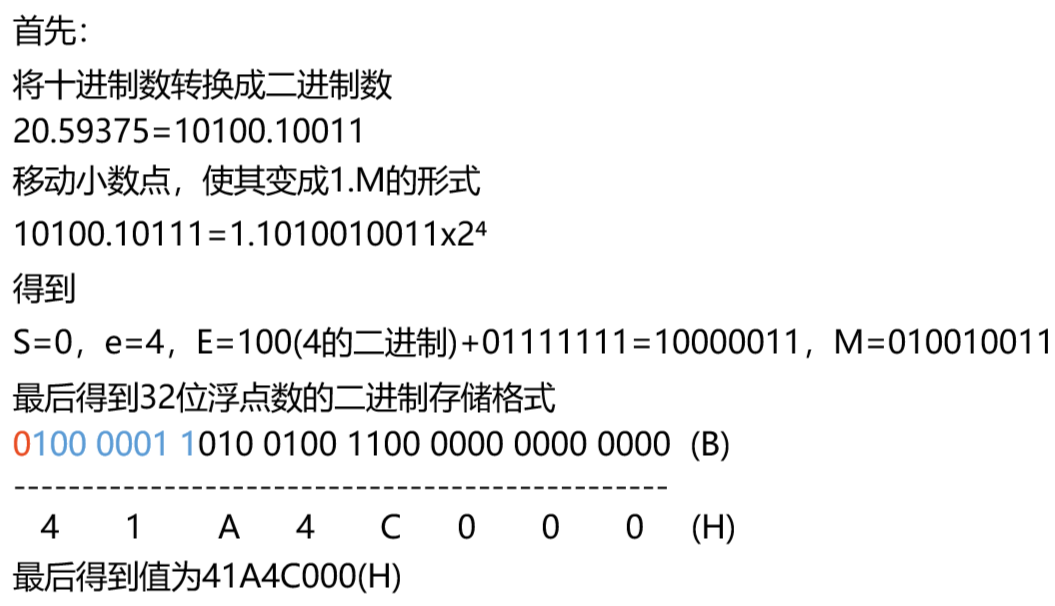 首先：
将十进制数转换成二进制数
20.59375=10100.10011
移动小数点，使其变成1.M的形式
10100.10111=1.1010010011x2⁴
得到
S=0，e=4，E=100(4的二进制)+01111111=10000011，M=010010011
最后得到32位浮点数的二进制存储格式
0100 0001 1010 0100 1100 0000 0000 0000 (B)
------------------------------------------------
4 1 A 4 C 0 0 0 (H)
最后得到值为41A4C000(H)